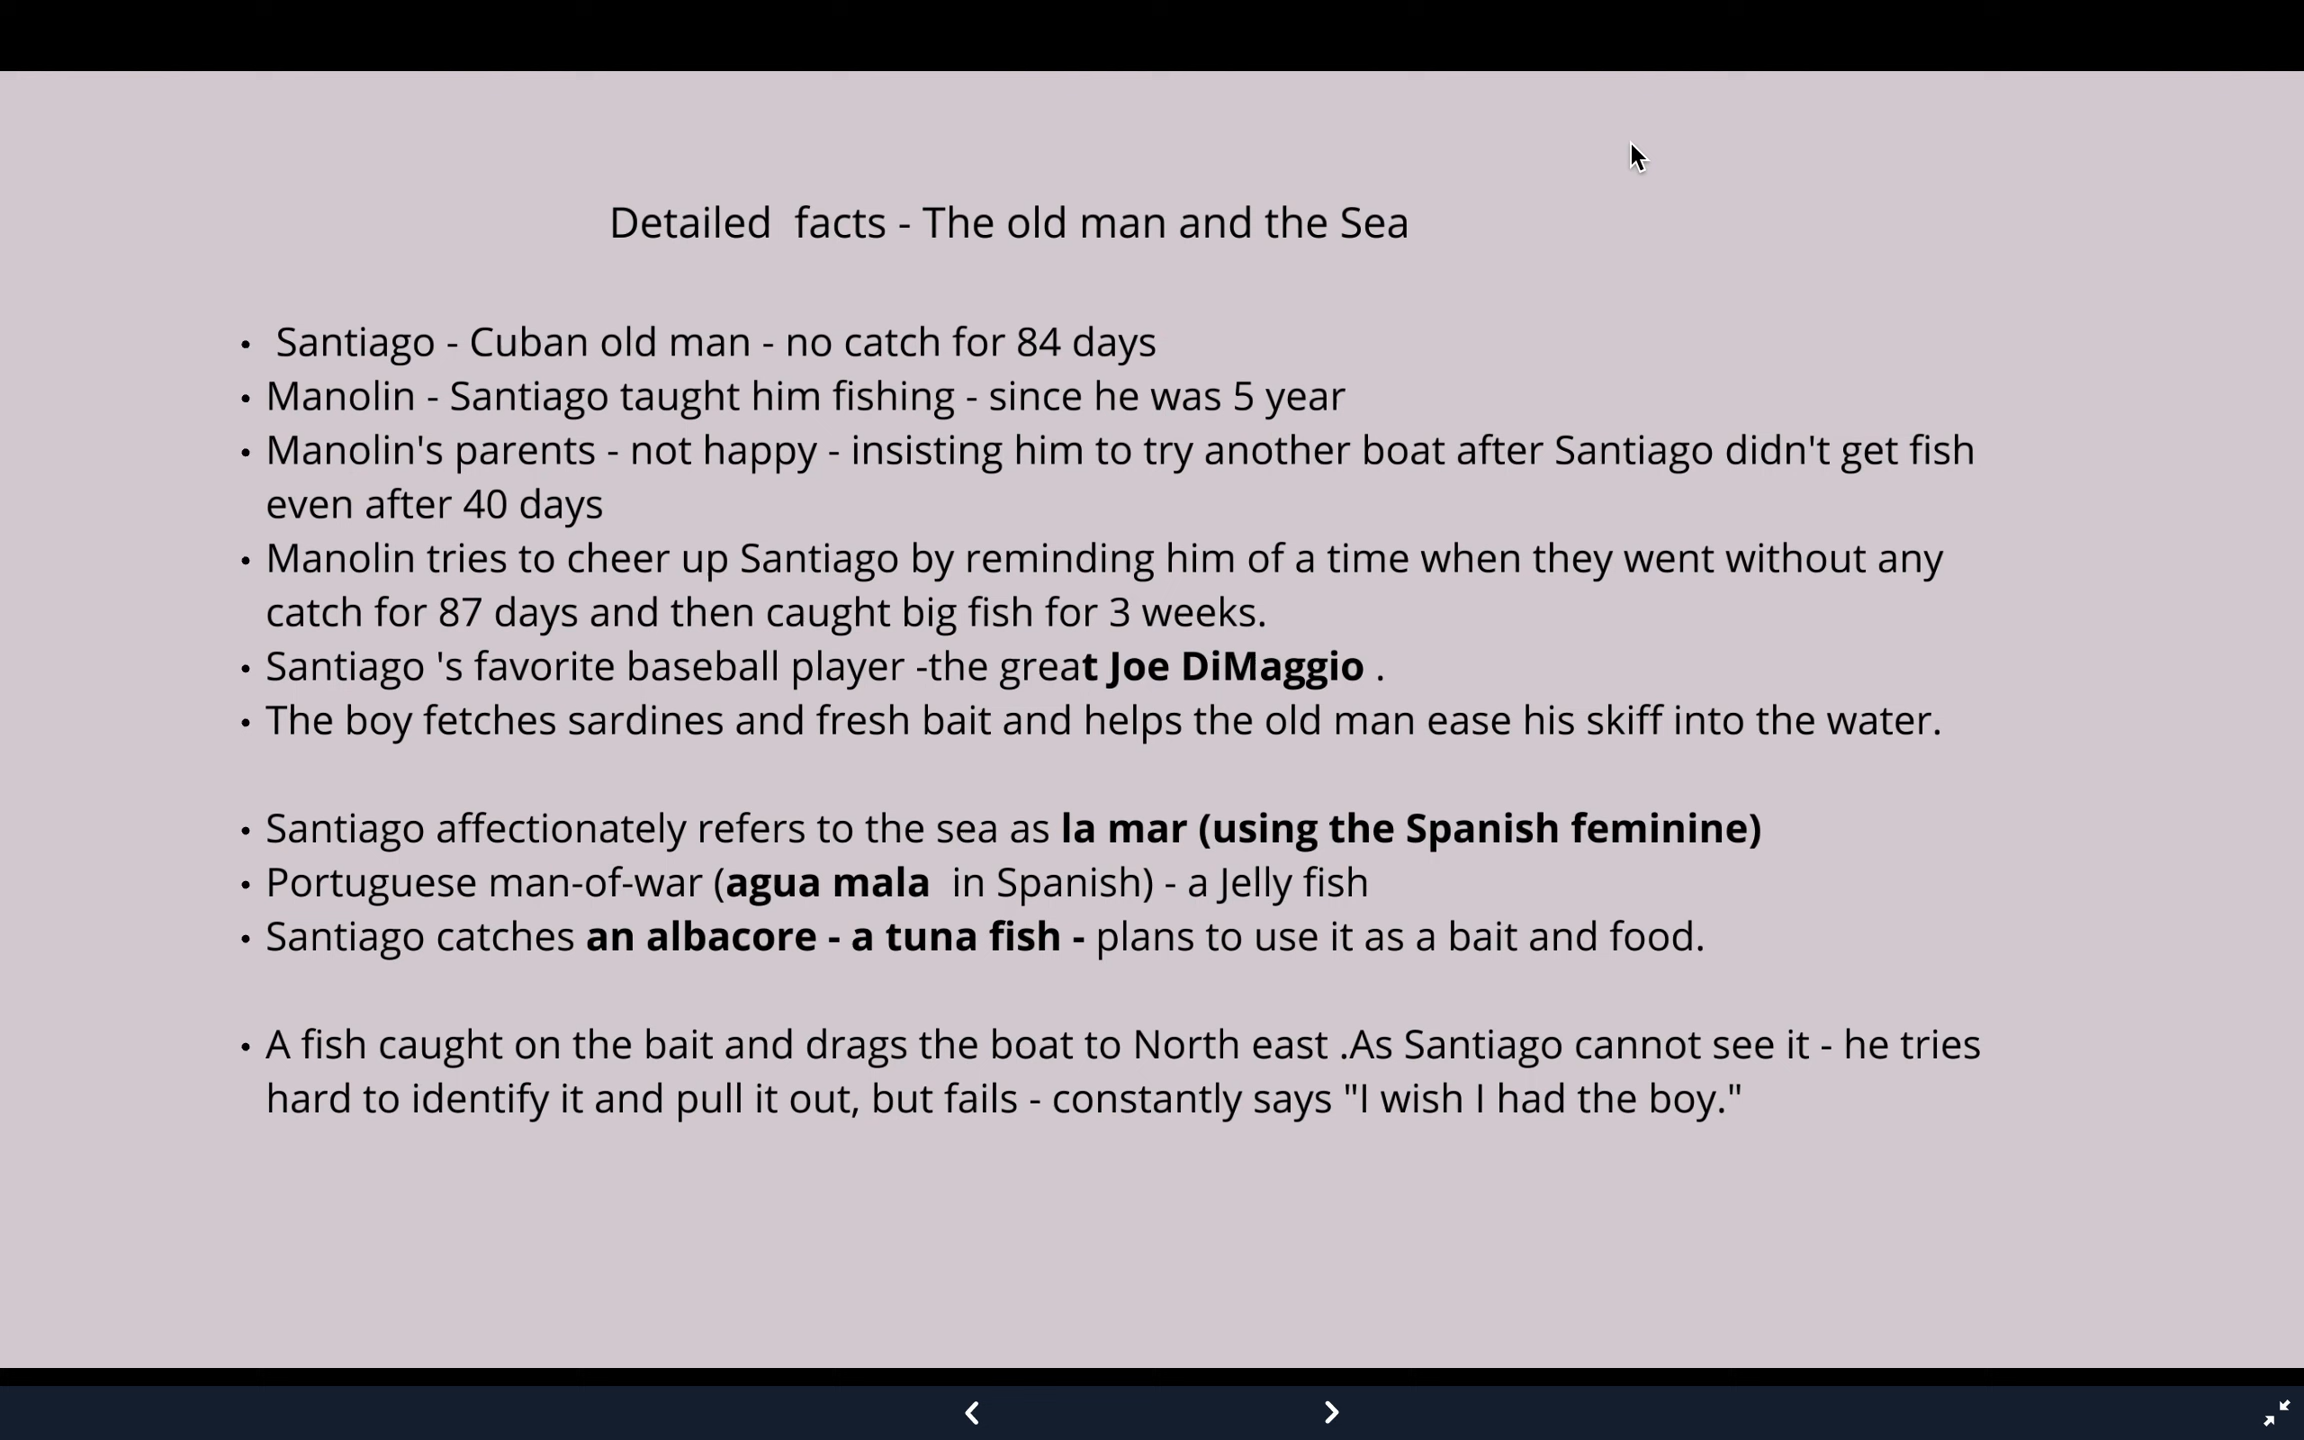 Detailed  facts - The old man and the Sea
•  Santiago - Cuban old man - no catch for 84 days
• Manolin - Santiago taught him fishing - since he was 5 year
• Manolin's parents - not happy - insisting him to try another boat after Santiago didn't get fish
even after 40 days
• Manolin tries to cheer up Santiago by reminding him of a time when they went without any
catch for 87 days and then caught big fish for 3 weeks.
• Santiago 's favorite baseball player -the great Joe DiMaggio .
• The boy fetches sardines and fresh bait and helps the old man ease his skiff into the water.
• Santiago affectionately refers to the sea as la mar (using the Spanish feminine)
• Portuguese man-of-war (agua mala  in Spanish) - a Jelly fish
• Santiago catches an albacore - a tuna fish - plans to use it as a bait and food.
• A fish caught on the bait and drags the boat to North east .As Santiago cannot see it - he tries
hard to identify it and pull it out, but fails - constantly says "I wish I had the boy."